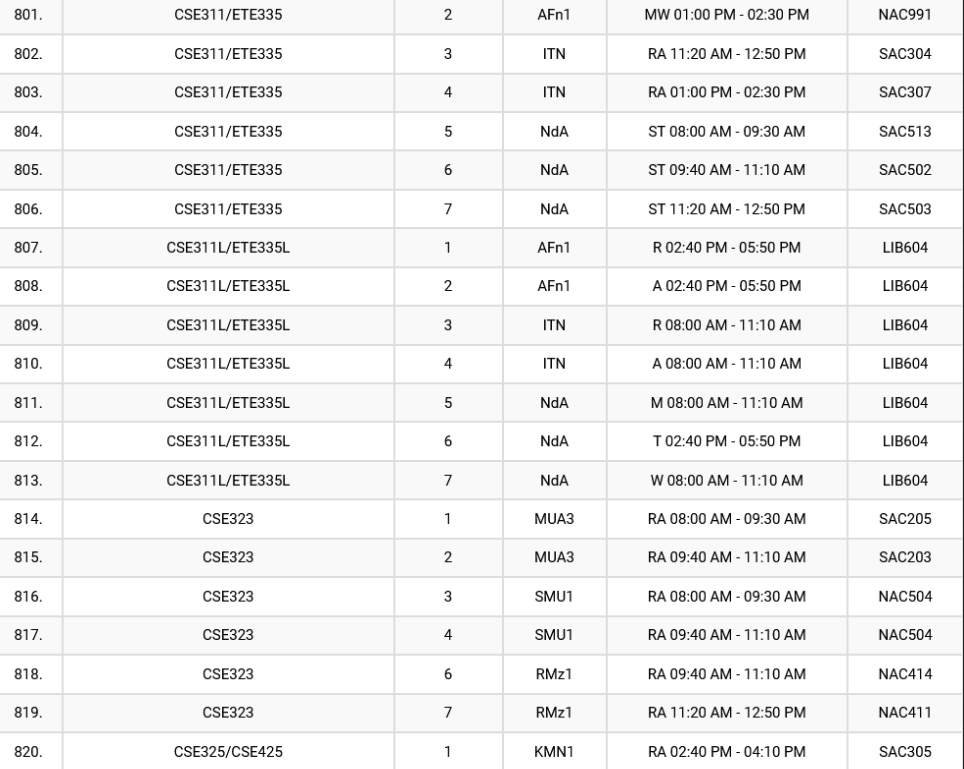 801. CSE311/ETE335 2 AFn1 MW 01:00 PM - 02:30 PM NAC991
802. CSE311/ETE335 3 ITN RA 11:20 AM - 12:50 PM SAC304
803. CSE311/ETE335 4 ITN RA 01:00 PM - 02:30 PM SAC307
804. CSE311/ETE335 5 NdA ST 08:00 AM - 09:30 AM SAC513
805. CSE311/ETE335 6 NdA ST 09:40 AM - 11:10 AM SAC502
806. CSE311/ETE335 7 NdA ST 11:20 AM - 12:50 PM SAC503
807. CSE311L/ETE335L 1 AFn1 R 02:40 PM - 05:50 PM LIB604
808. CSE311L/ETE335L 2 AFn1 A 02:40 PM - 05:50 PM LIB604
809. CSE311L/ETE335L 3 ITN R 08:00 AM - 11:10 AM LIB604
810. CSE311L/ETE335L 4 ITN A 08:00 AM - 11:10 AM LIB604
811. CSE311L/ETE335L 5 NdA M 08:00 AM - 11:10 AM LIB604
812. CSE311L/ETE335L 6 NdA T 02:40 PM - 05:50 PM LIB604
813. CSE311L/ETE335L 7 NdA W 08:00 AM - 11:10 AM LIB604
814. CSE323 1 MUA3 RA 08:00 AM - 09:30 AM SAC205
815. CSE323 2 MUA3 RA 09:40 AM - 11:10 AM SAC203
816. CSE323 3 SMU1 RA 08:00 AM - 09:30 AM NAC504
817. CSE323 4 SMU1 RA 09:40 AM - 11:10 AM NAC504
818. CSE323 6 RMz1 RA 09:40 AM - 11:10 AM NAC414
819. CSE323 7 RMz1 RA 11:20 AM - 12:50 PM NAC411
820. CSE325/CSE425 1 KMN1 RA 02:40 PM - 04:10 PM SAC305